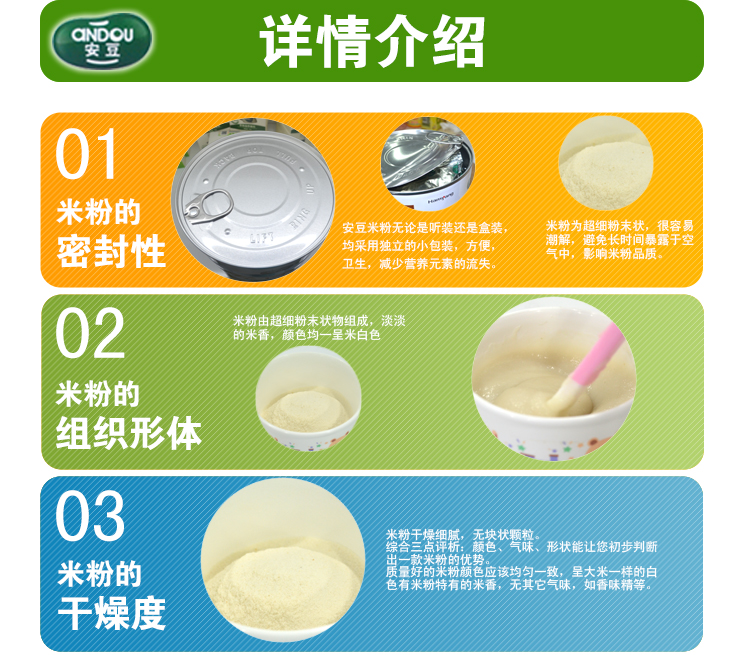 ANDOU
安豆
详情介绍
01
米粉的
密封性
安豆米粉无论是听装还是盒装，
均采用独立的小包装，方便，
卫生，减少营养元素的流失。
米粉为超细粉末状，很容易
潮解，避免长时间暴露于空
气中，影响米粉品质。
02
米粉的
组织形体
米粉由超细粉末状物组成，淡淡
的米香，颜色均一呈米白色
03
米粉的
干燥度
米粉干燥细腻，无块状颗粒。
综合三点评析：颜色、气味、形状能让您初步判断
出一款米粉的优势。
质量好的米粉颜色应该均匀一致，呈大米一样的白
色有米粉特有的米香，无其它气味，如香味精等。